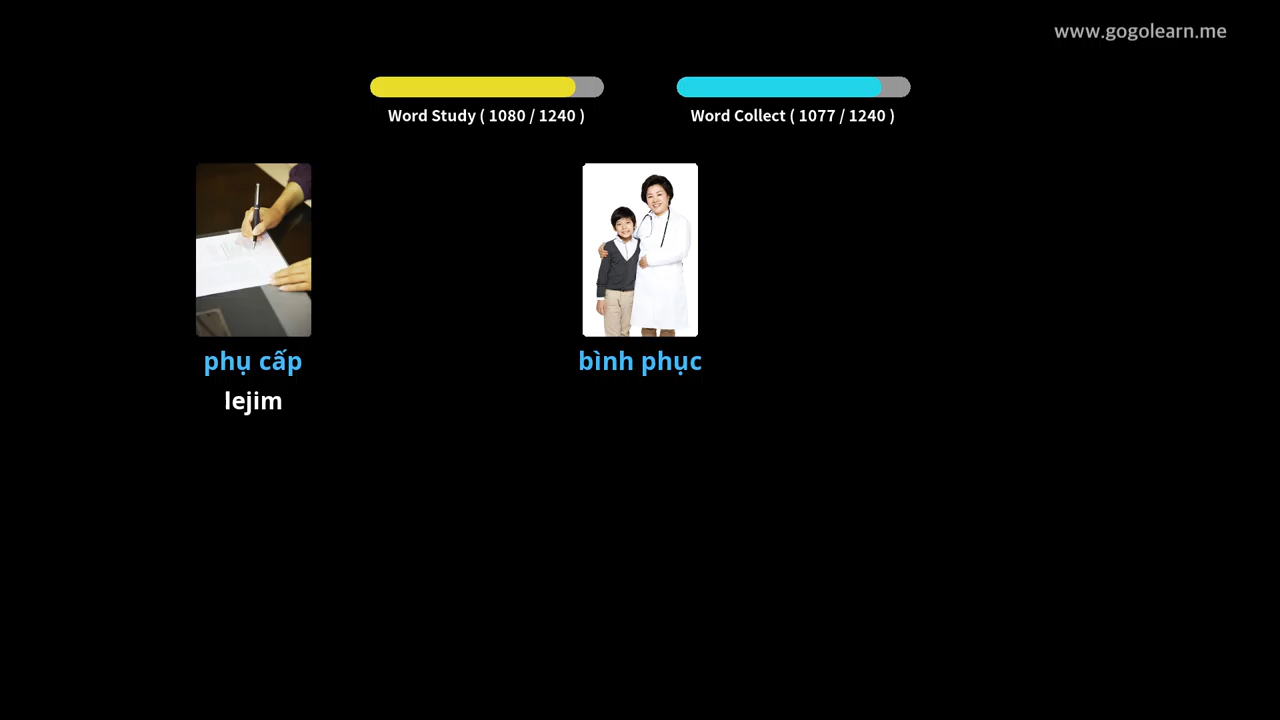 www.gogolearn.me
Word Study ( 1080 / 1240 )
Word Collect ( 1077 / 1240 )
phụ cấp
lejim
bình phục